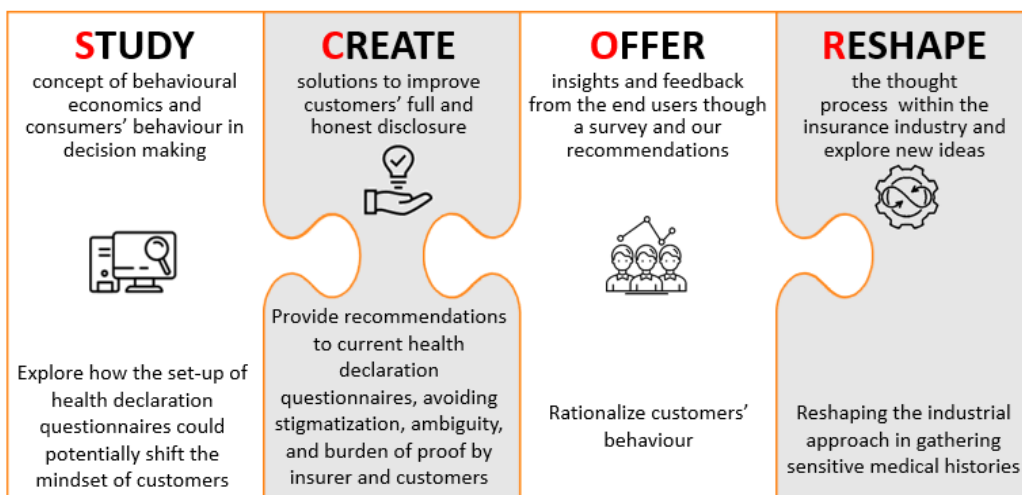 STUDY
concept of behavioural
economics and
consumers' behaviour in
decision making
Explore how the set-up of
health declaration
questionnaires could
potentially shift the
mindset of customers
CREATE
solutions to improve
customers' full and
honest disclosure
Provide recommendations
to current health
declaration
questionnaires, avoiding
stigmatization, ambiguity,
and burden of proof by
insurer and customers
OFFER
insights and feedback
from the end users though
a survey and our
recommendations
Rationalize customers'
behaviour
RESHAPE
the thought
process within the
insurance industry and
explore new ideas
Reshaping the industrial
approach in gathering
sensitive medical histories